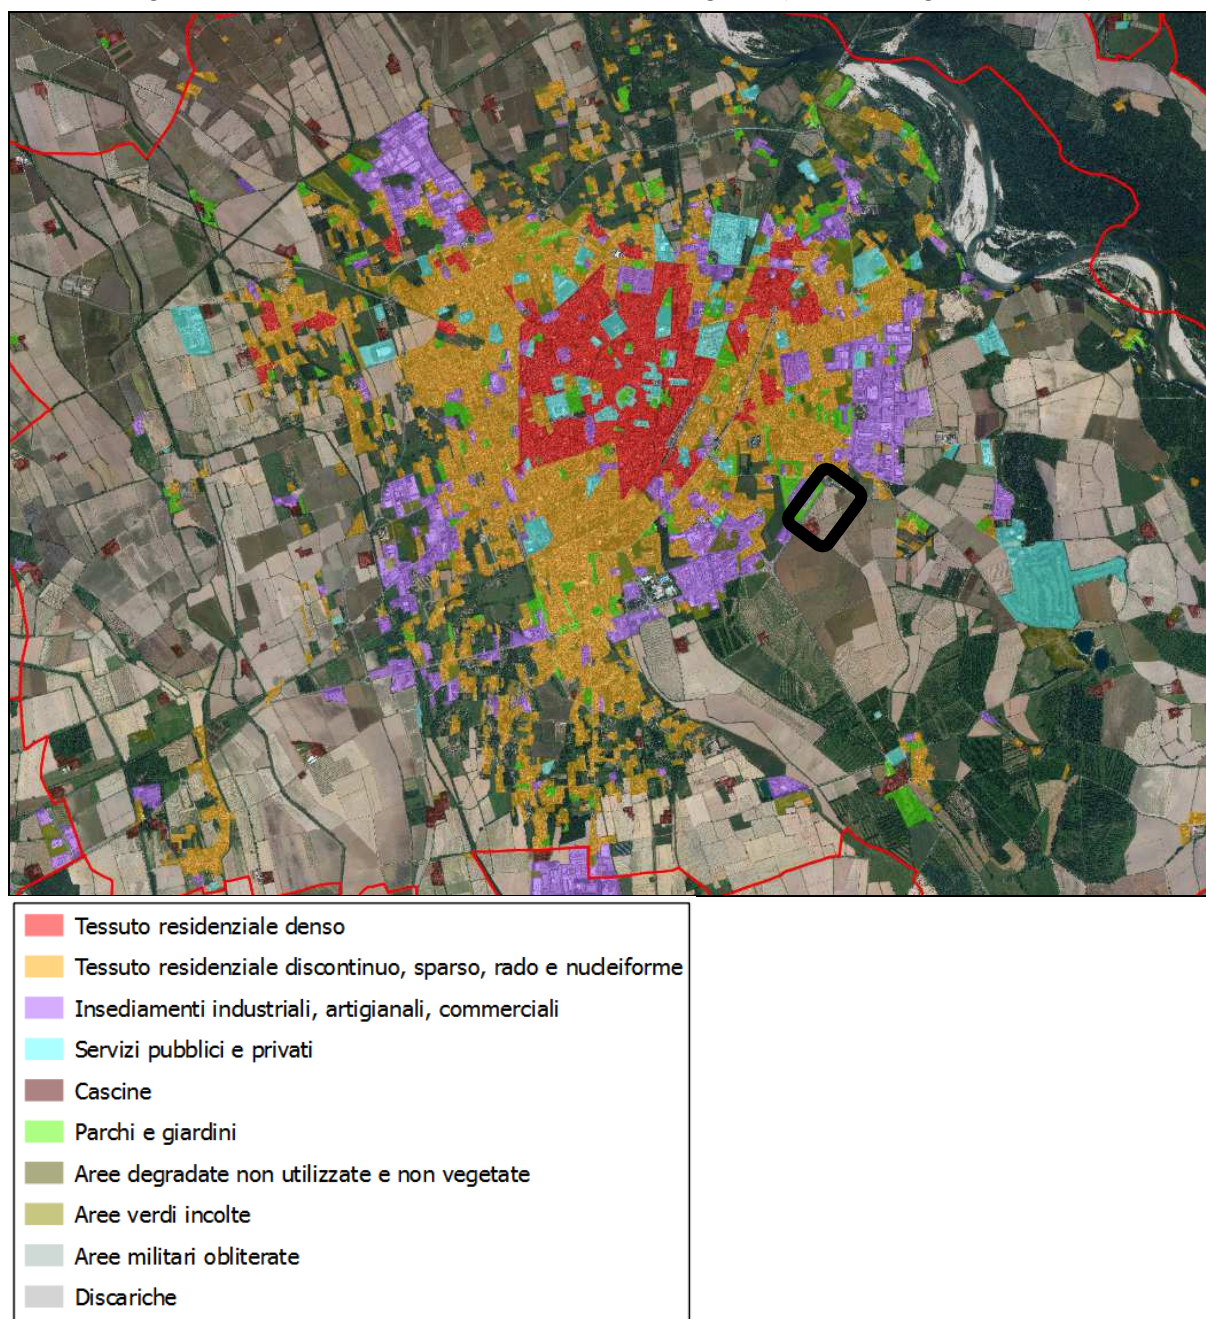 Tessuto residenziale denso
Tessuto residenziale discontinuo, sparso, rado e nucleiforme
Insediamenti industriali, artigianali, commerciali
Servizi pubblici e privati
Cascine
Parchi e giardini
Aree degradate non utilizzate e non vegetate
Aree verdi incolte
Aree militari obliterate
Discariche